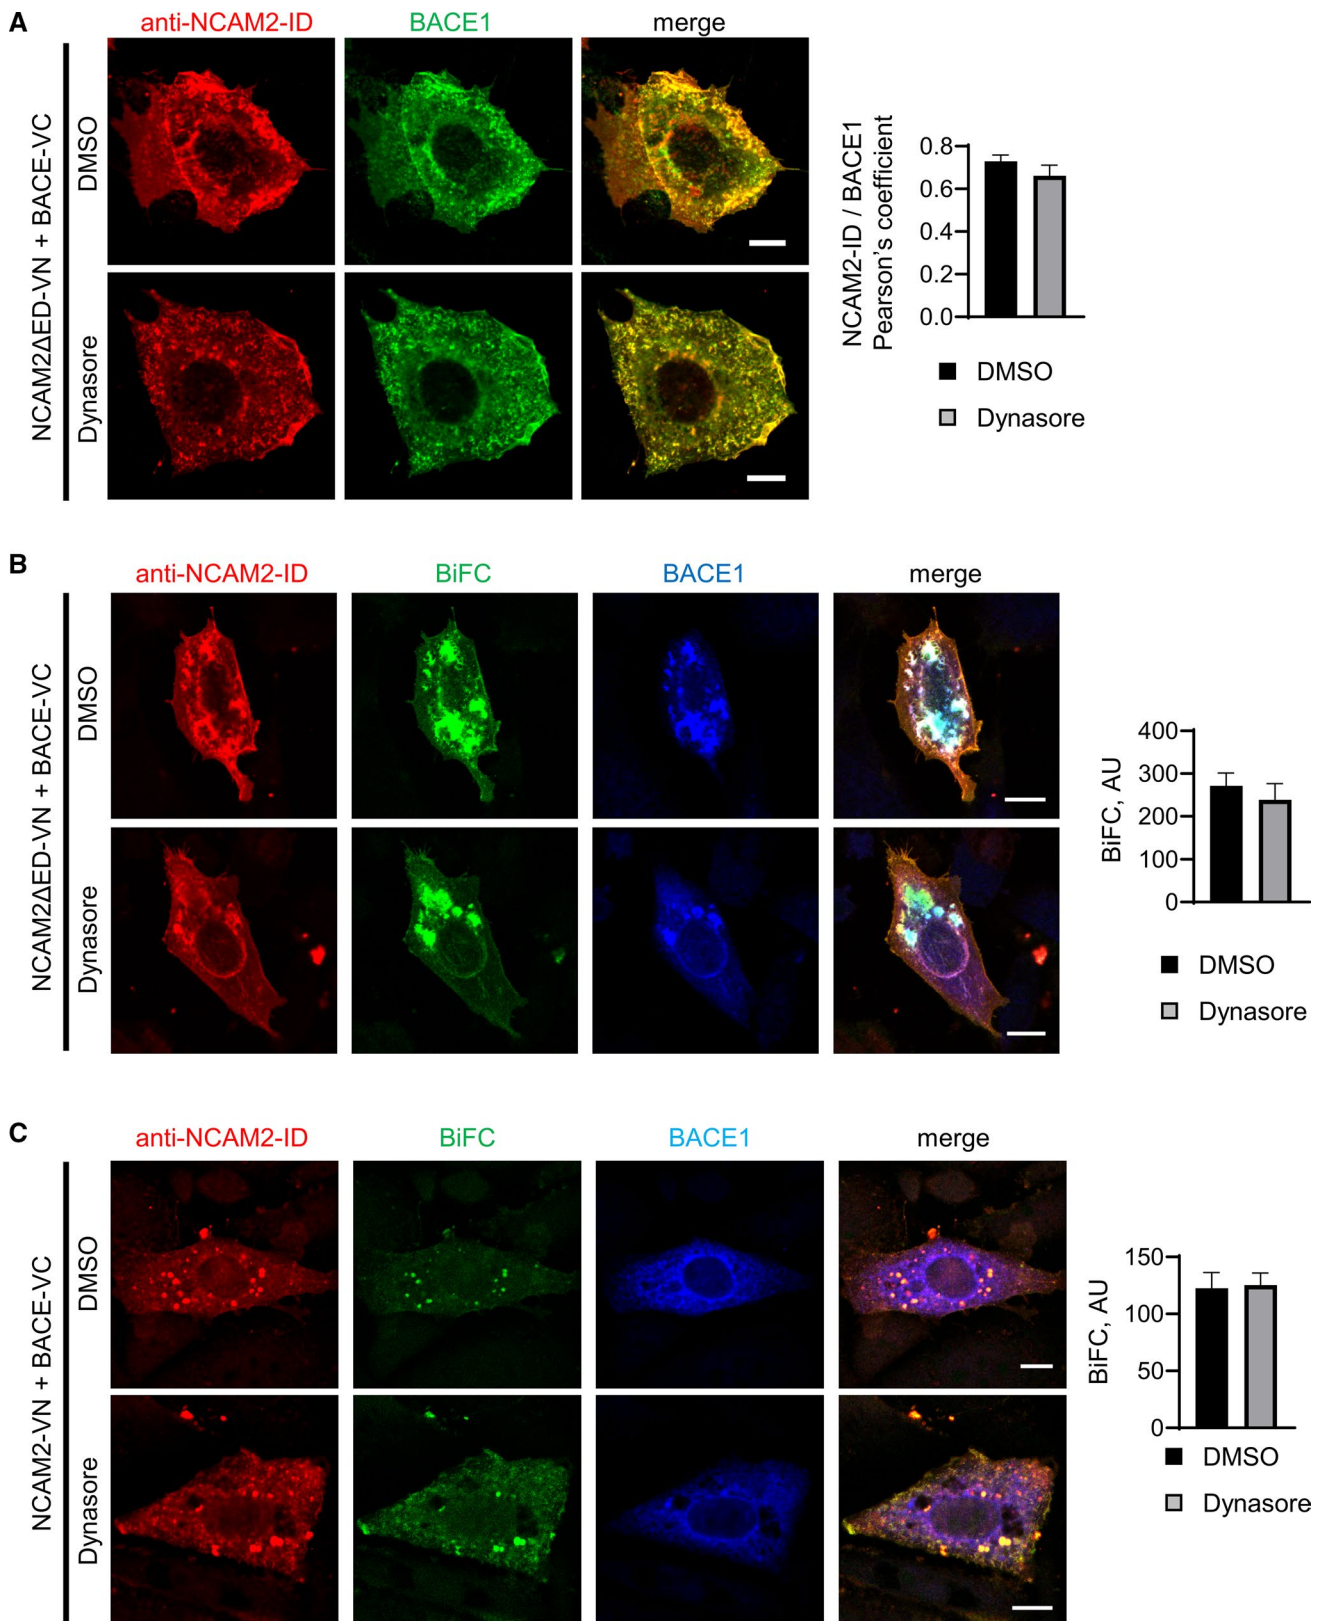 A
anti-NCAM2-ID
BACE1
merge
NCAM2ΔED-VN + BACE-VC
DMSO
Dynasore
NCAM2-ID / BACE1
Pearson's coefficient
0.8
0.6
0.4
0.2
0.0
DMSO
Dynasore
B
anti-NCAM2-ID
BiFC
BACE1
merge
NCAM2ΔED-VN + BACE-VC
DMSO
Dynasore
BiFC, AU
400
300
200
100
0
DMSO
Dynasore
C
anti-NCAM2-ID
BiFC
BACE1
merge
NCAM2-VN + BACE-VC
DMSO
Dynasore
BiFC, AU
150
100
50
0
DMSO
Dynasore